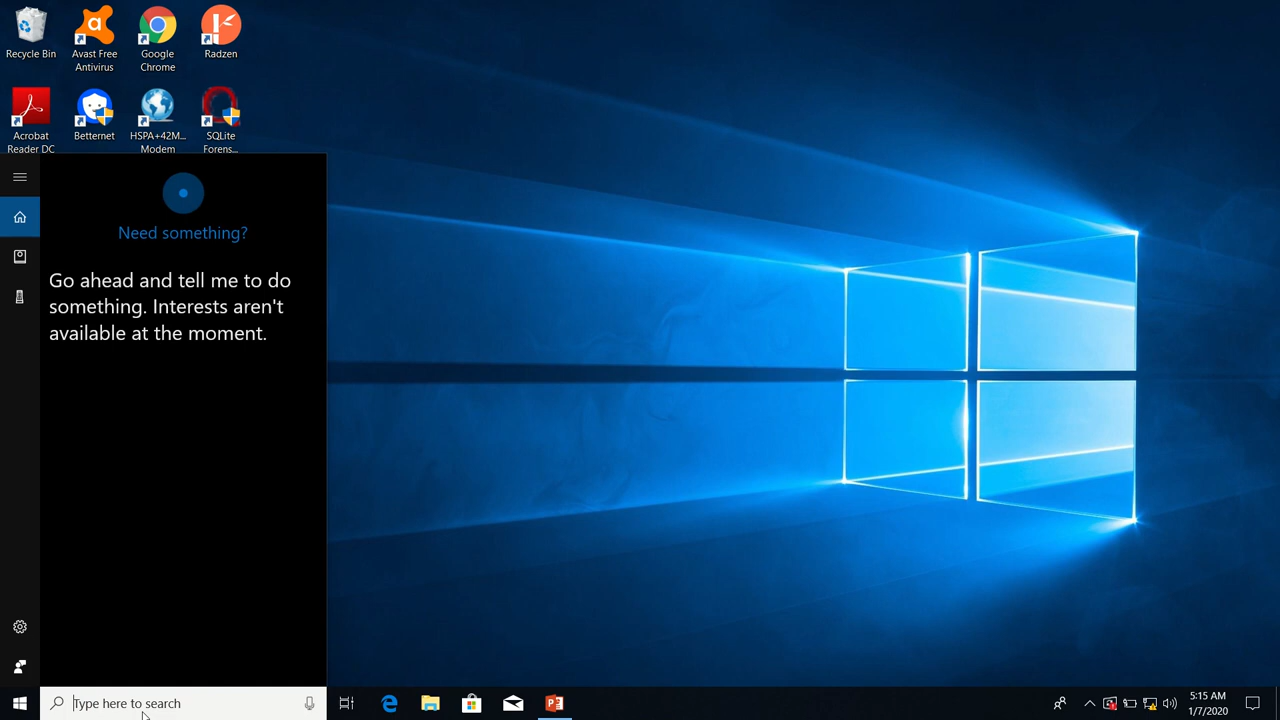 Recycle Bin
Avast Free
Antivirus
Google
Chrome
Radzen
Acrobat
Reader DC
Betternet
HSPA+42M...
Modem
SQLite
Forens...
Need something?
Go ahead and tell me to do
something. Interests aren't
available at the moment.
Type here to search
5:15 AM
1/7/2020